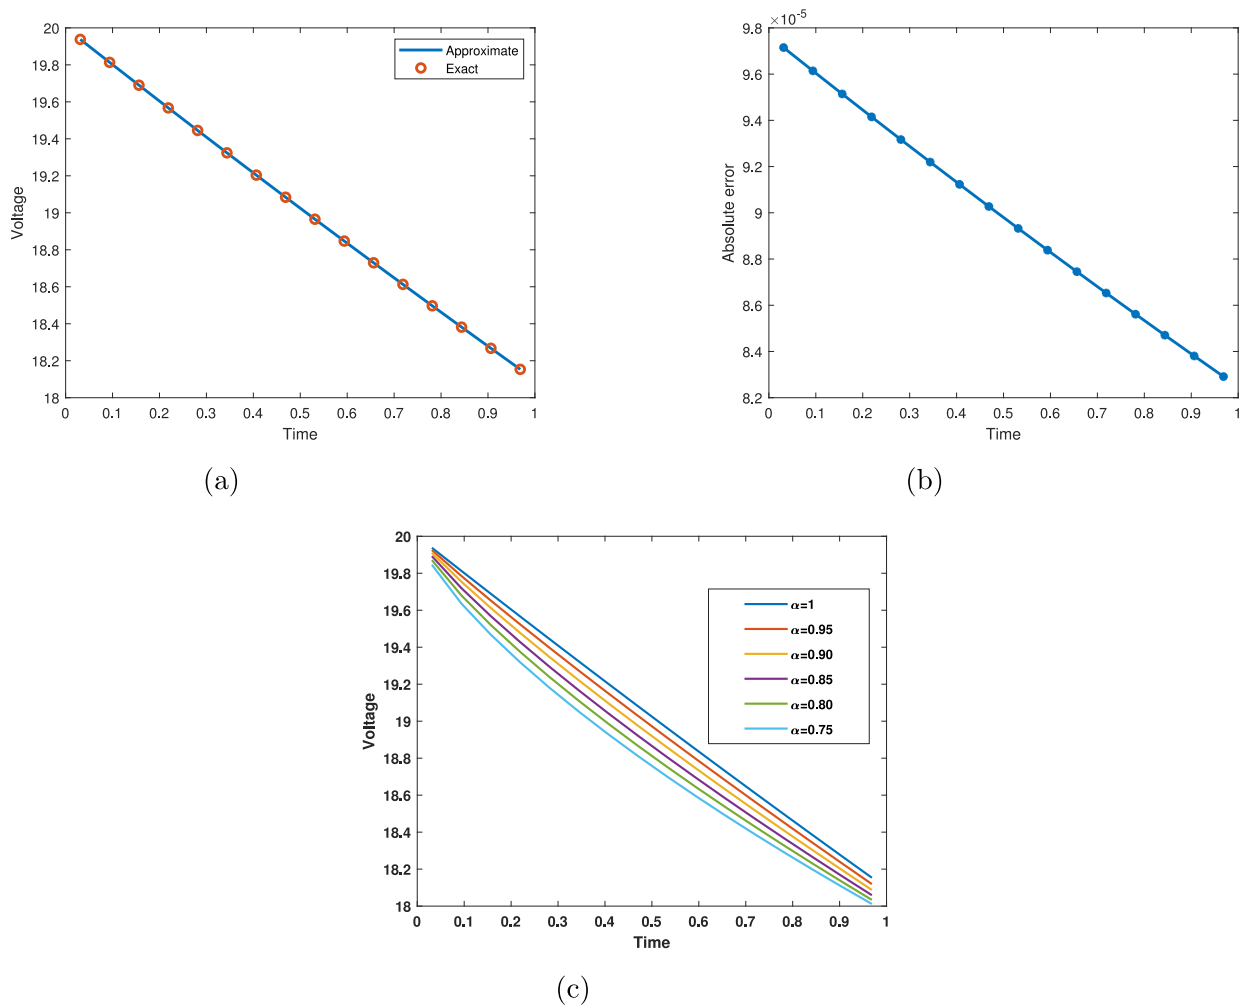 20
19.8
19.6
19.4
19.2
19
18.8
18.6
18.4
18.2
18
Voltage
0 0.1 0.2 0.3 0.4 0.5 0.6 0.7 0.8 0.9 1
Time
Approximate
Exact
(a)
×10-5
9.8
9.6
9.4
9.2
9
8.8
8.6
8.4
8.2
Absolute error
0 0.1 0.2 0.3 0.4 0.5 0.6 0.7 0.8 0.9 1
Time
(b)
20
19.8
19.6
19.4
19.2
19
18.8
18.6
18.4
18.2
18
Voltage
0 0.1 0.2 0.3 0.4 0.5 0.6 0.7 0.8 0.9 1
Time
α=1
α=0.95
α=0.90
α=0.85
α=0.80
α=0.75
(c)